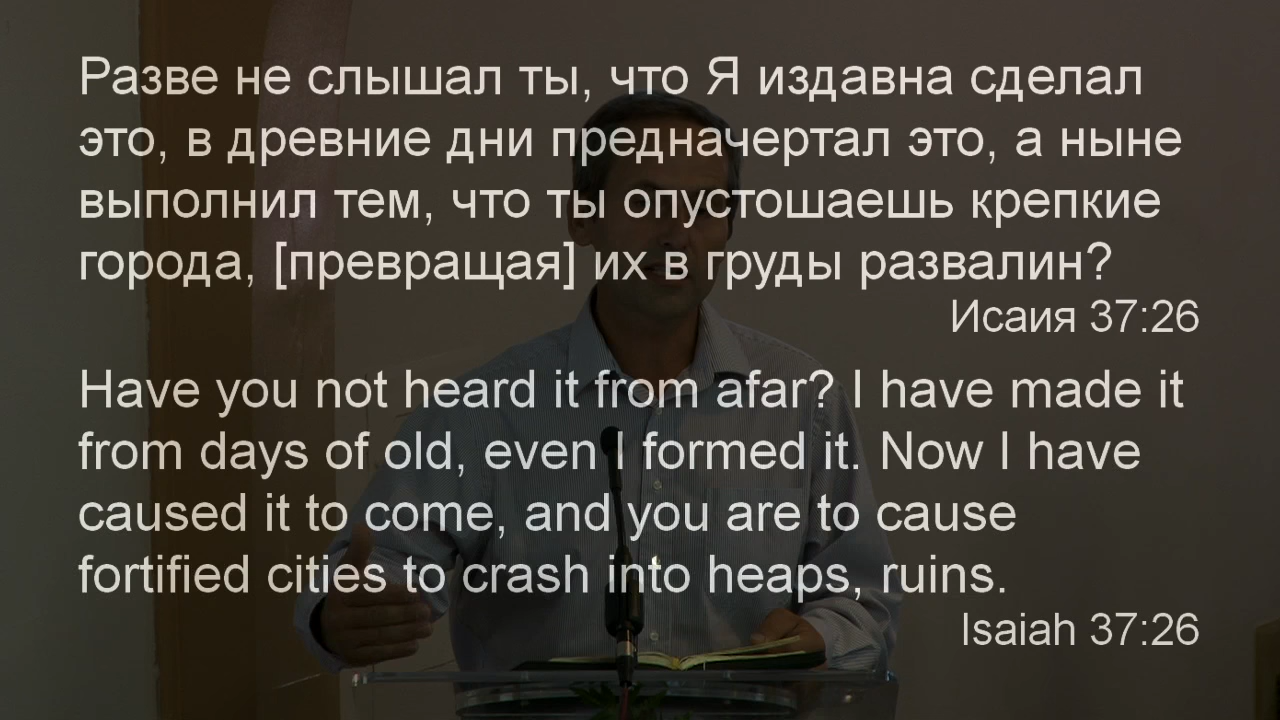 Разве не слышал ты, что Я издавна сделал
это, в древние дни предначертал это, а ныне
выполнил тем, что ты опустошаешь крепкие
города, [превращая] их в груды развалин?
Исаия 37:26
Have you not heard it from afar? I have made it
from days of old, even I formed it. Now I have
caused it to come, and you are to cause
fortified cities to crash into heaps, ruins.
Isaiah 37:26